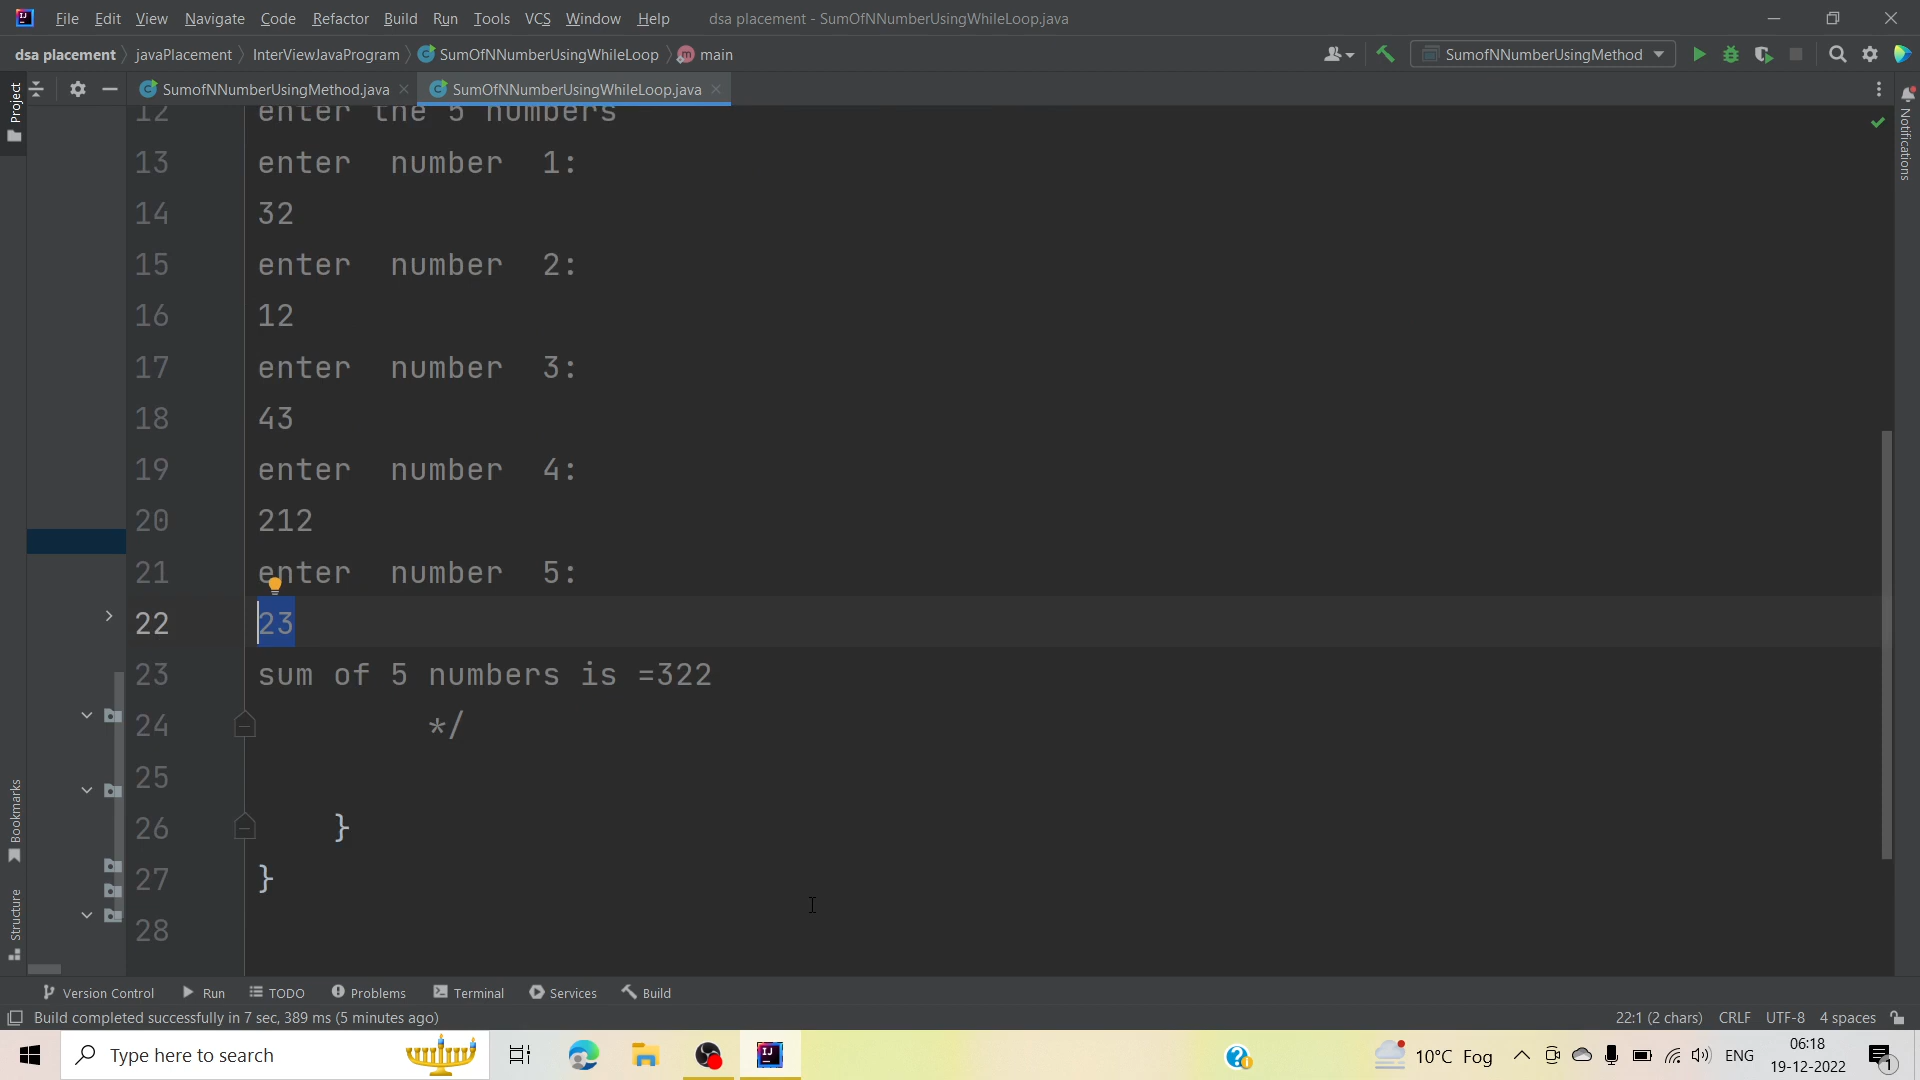 File Edit View Navigate Code Refactor Build Run Tools VCS Window Help dsa placement - SumOfNNumberUsingWhileLoop.java
dsa placement javaPlacement InterViewJavaProgram SumOfNNumberUsingWhileLoop m main SumofNNumberUsingMethod
Project
SumofNNumberUsingMethod.java SumOfNNumberUsingWhileLoop.java
Notifications
12 enter the 5 numbers
13 enter number 1:
14 32
15 enter number 2:
16 12
17 enter number 3:
18 43
19 enter number 4:
20 212
21 enter number 5:
22 23
23 sum of 5 numbers is =322
24 */
25
26 }
27 }
28
Bookmarks
Structure
Version Control Run TODO Problems Terminal Services Build
Build completed successfully in 7 sec, 389 ms (5 minutes ago) 22:1 (2 chars) CRLF UTF-8 4 spaces
Type here to search 10°C Fog ENG 06:18
19-12-2022 1